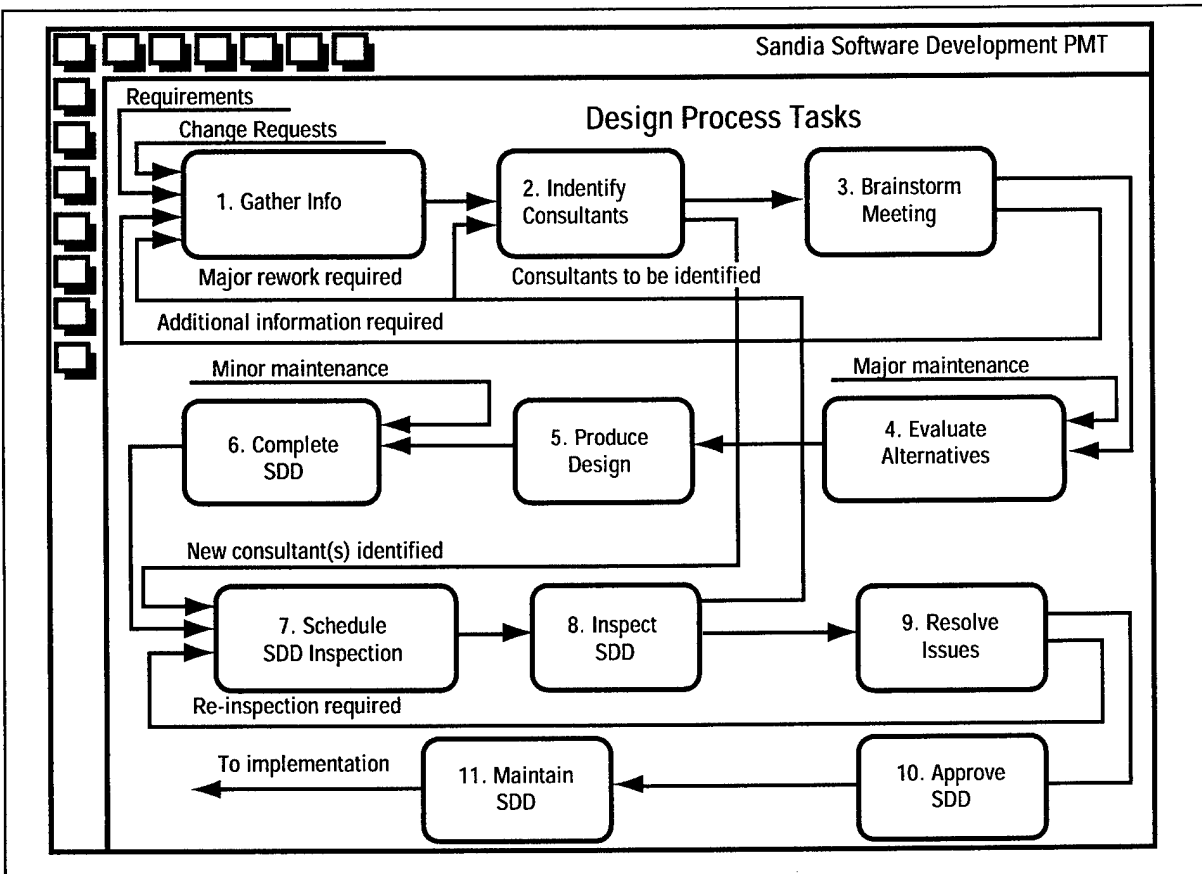 Sandia Software Development PMT
Requirements
Design Process Tasks
Change Requests
1. Gather Info
2. Indentify
Consultants
3. Brainstorm
Meeting
Major rework required
Consultants to be identified
Additional information required
Minor maintenance
Major maintenance
6. Complete
SDD
5. Produce
Design
4. Evaluate
Alternatives
New consultant(s) identified
7. Schedule
SDD Inspection
8. Inspect
SDD
9. Resolve
Issues
Re-inspection required
To implementation
11. Maintain
SDD
10. Approve
SDD